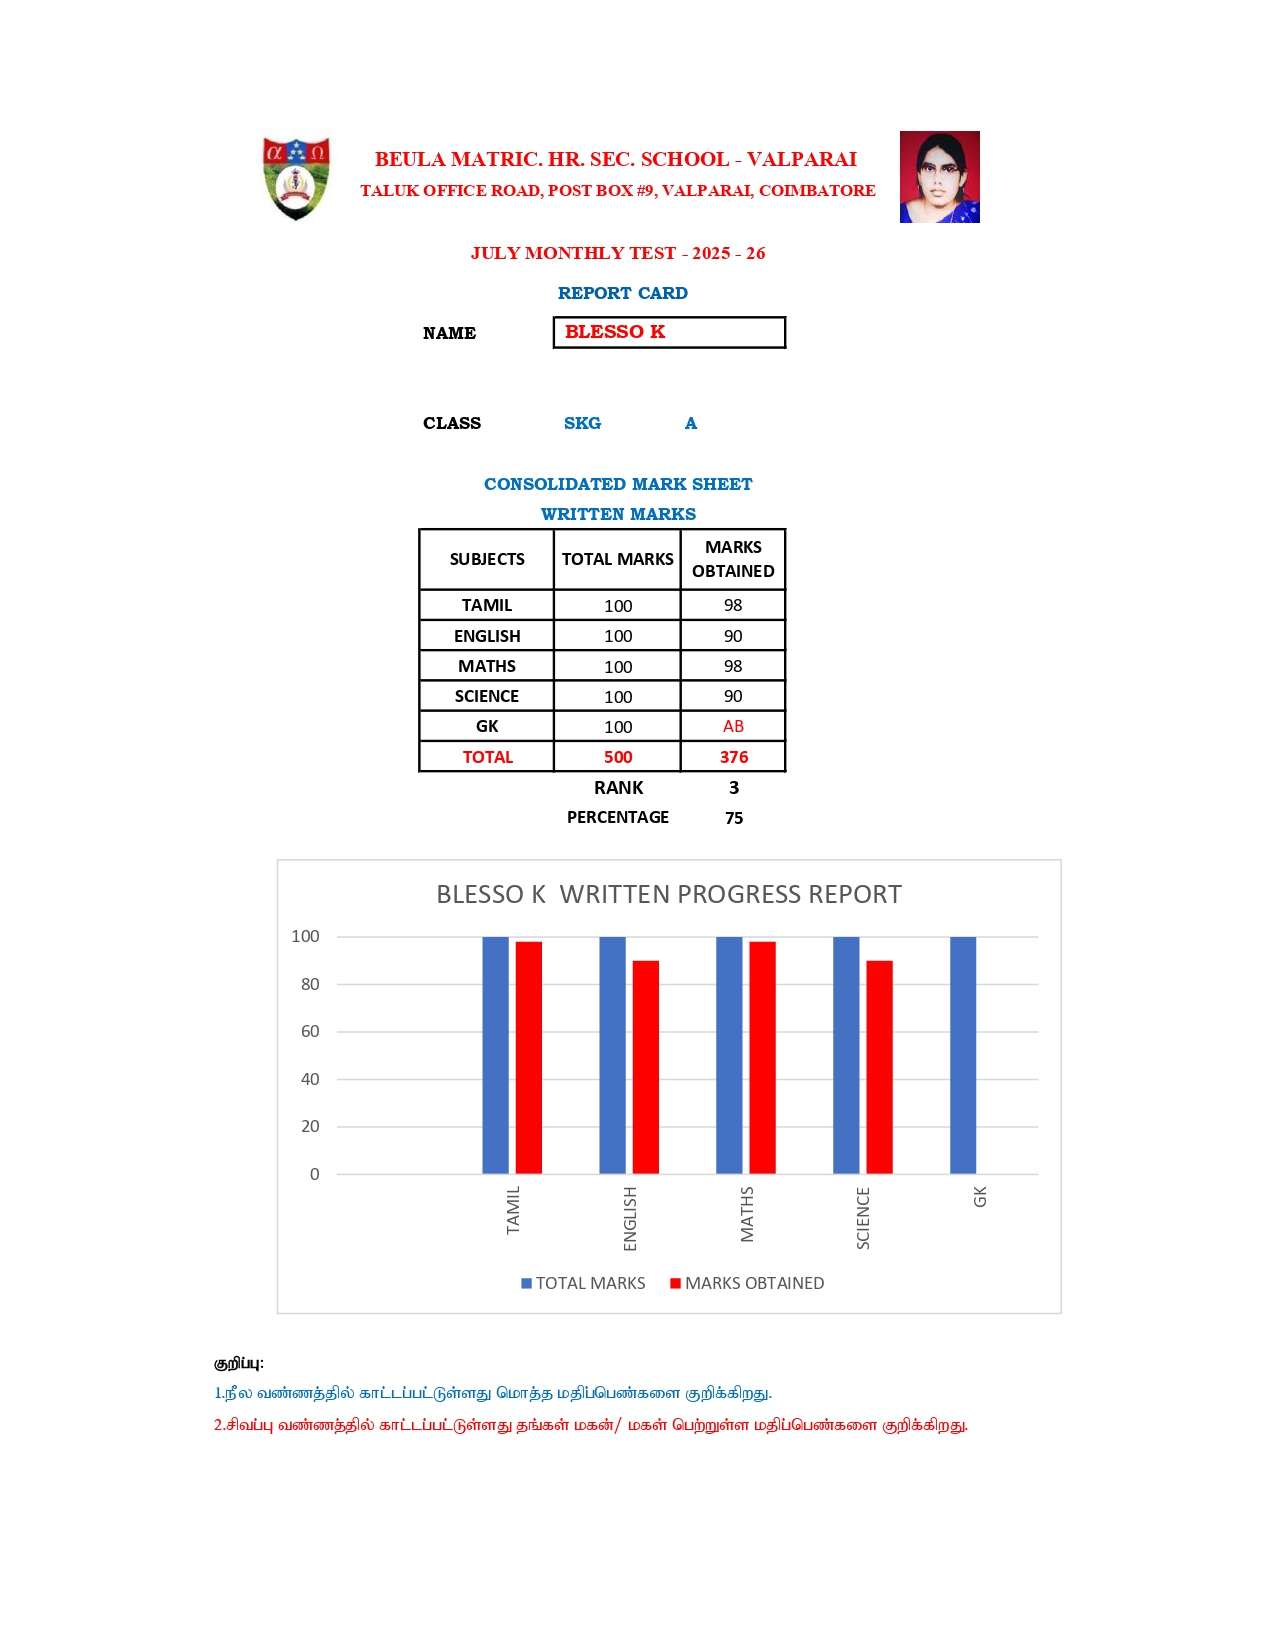 α Ω
BEULA MATRIC. HR. SEC. SCHOOL - VALPARAI
TALUK OFFICE ROAD, POST BOX #9, VALPARAI, COIMBATORE
JULY MONTHLY TEST - 2025 - 26
REPORT CARD
NAME BLESSO K
CLASS SKG A
CONSOLIDATED MARK SHEET
WRITTEN MARKS
SUBJECTS TOTAL MARKS MARKS OBTAINED
TAMIL 100 98
ENGLISH 100 90
MATHS 100 98
SCIENCE 100 90
GK 100 AB
TOTAL 500 376
RANK 3
PERCENTAGE 75
BLESSO K WRITTEN PROGRESS REPORT
100
80
60
40
20
0
TAMIL ENGLISH MATHS SCIENCE GK
TOTAL MARKS MARKS OBTAINED
குறிப்பு:
1.நீல வண்ணத்தில் காட்டப்பட்டுள்ளது மொத்த மதிப்பெண்களை குறிக்கிறது.
2.சிவப்பு வண்ணத்தில் காட்டப்பட்டுள்ளது தங்கள் மகன்/ மகள் பெற்றுள்ள மதிப்பெண்களை குறிக்கிறது.